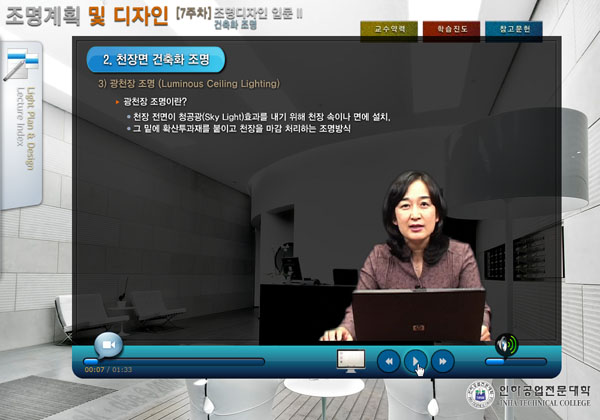 조명계획 및 디자인 [7주차] 조명디자인 입문 II
건축화 조명
교수약력 학습진도 참고문헌
Light Plan & Design
Lecture Index
2. 천장면 건축화 조명
3) 광천장 조명 (Luminous Ceiling Lighting)
광천장 조명이란?
천장 전면이 청공광(Sky Light)효과를 내기 위해 천장 속이나 면에 설치,
그 밑에 확산투과재를 붙이고 천장을 마감 처리하는 조명방식
hp
00:07 / 01:33
인하공업전문대학
INHA TECHNICAL COLLEGE